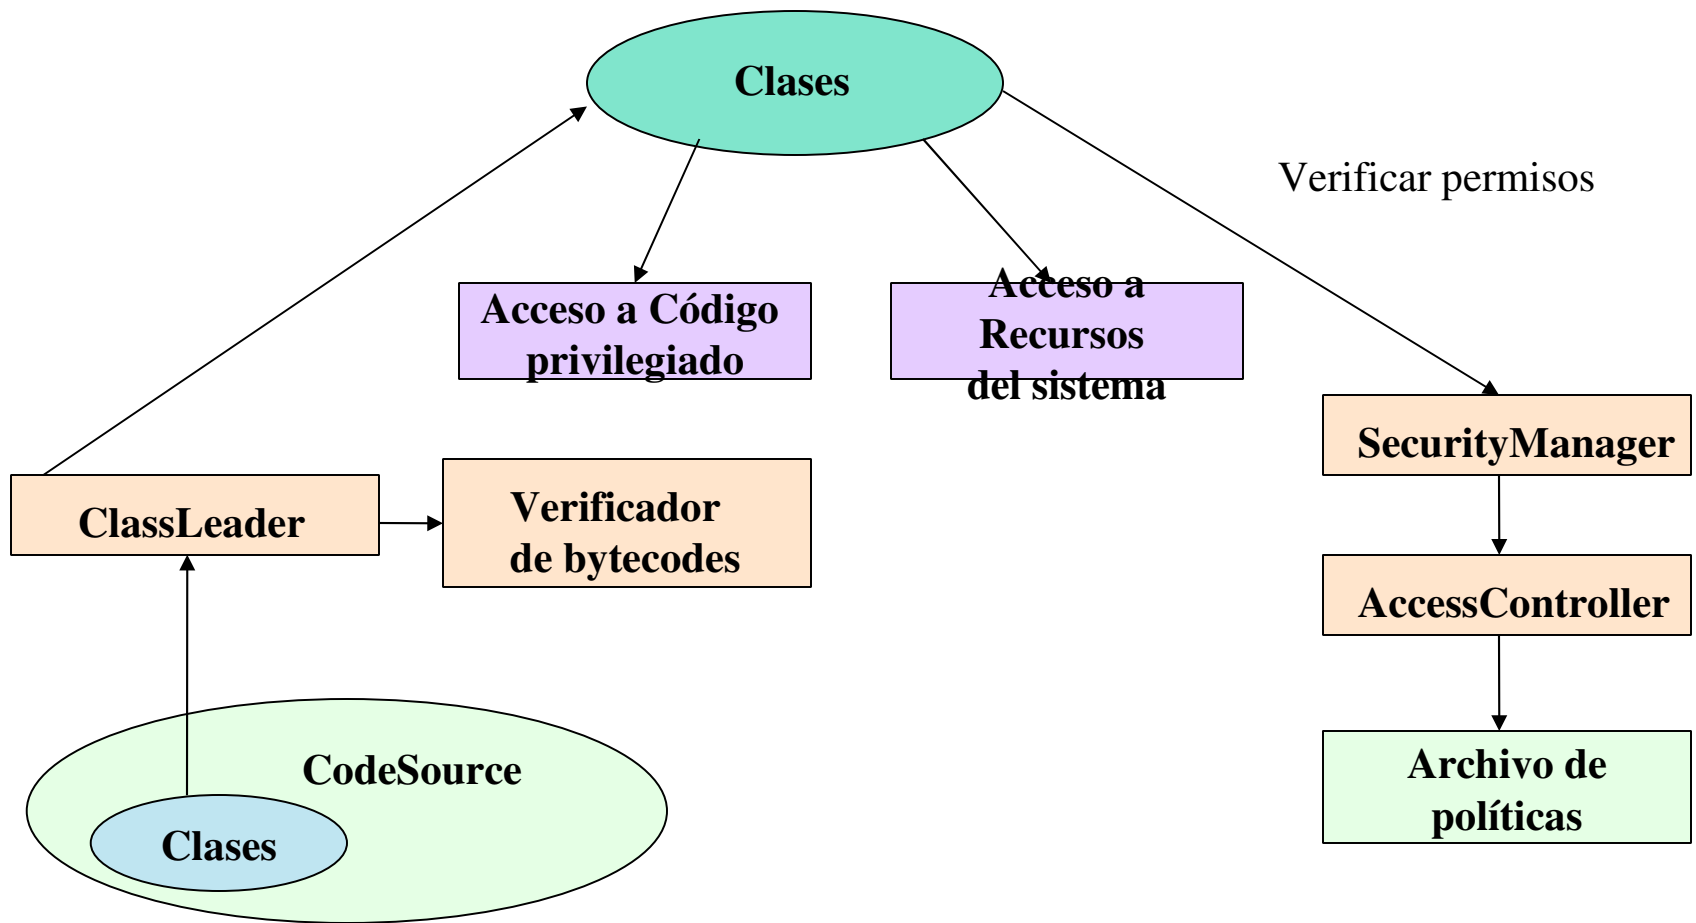 Clases
Verificar permisos
Acceso a Código
privilegiado
Acceso a
Recursos
del sistema
SecurityManager
ClassLeader
Verificador
de bytecodes
AccessController
CodeSource
Clases
Archivo de
políticas